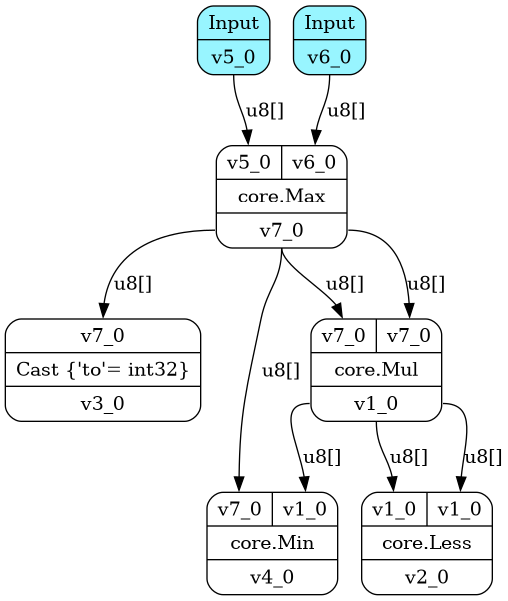 Input
v5_0
Input
v6_0
u8[]
u8[]
v5_0 v6_0
core.Max
v7_0
u8[]
u8[]
u8[]
u8[]
v7_0
Cast {'to'= int32}
v3_0
v7_0 v7_0
core.Mul
v1_0
u8[]
u8[]
u8[]
v7_0 v1_0
core.Min
v4_0
v1_0 v1_0
core.Less
v2_0